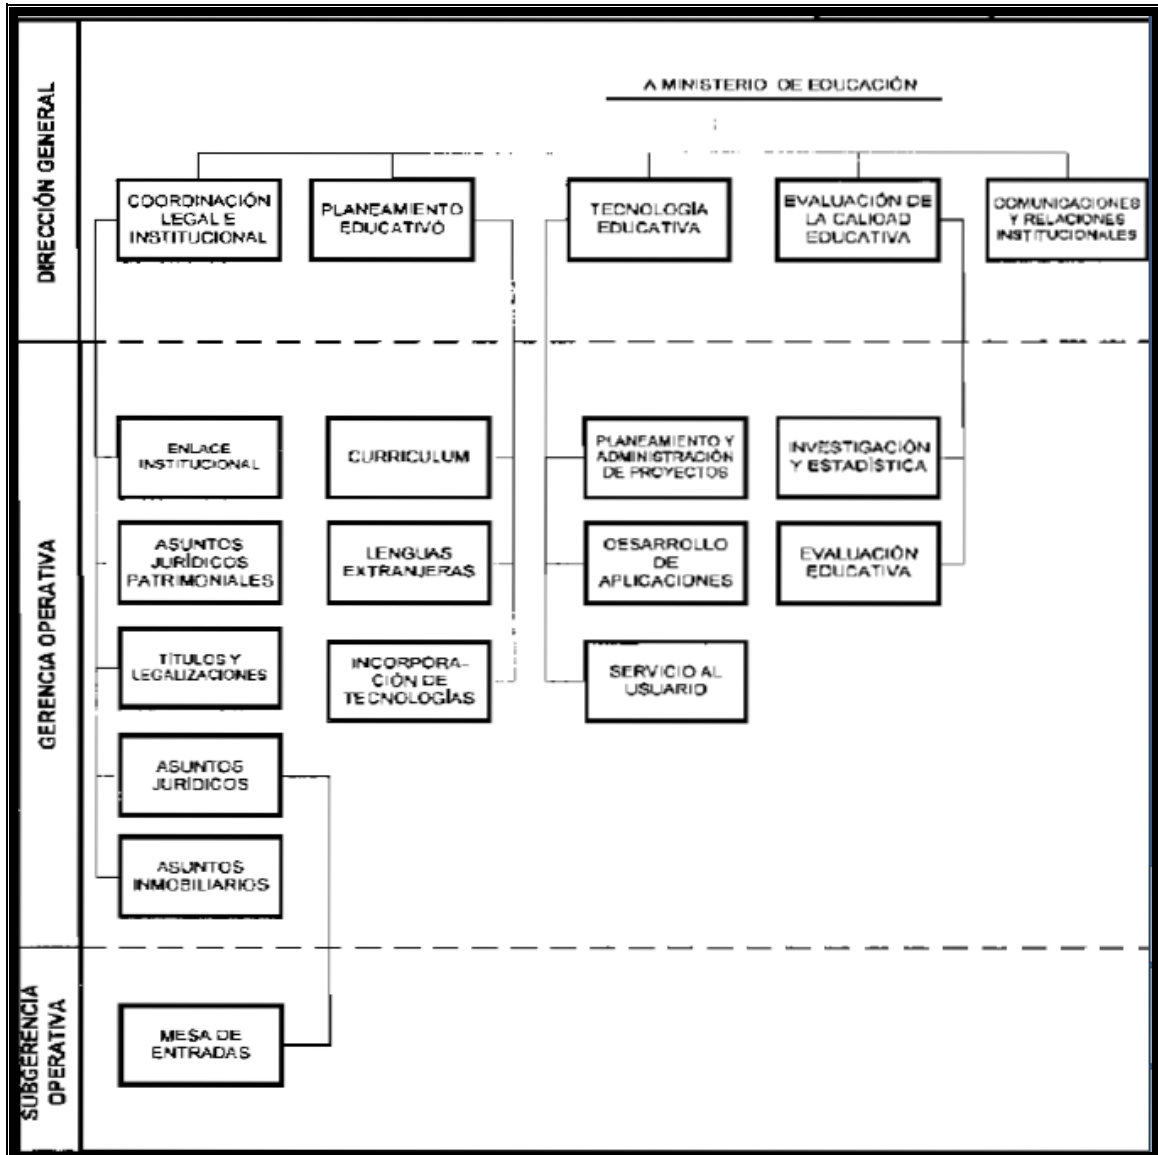 DIRECCIÓN GENERAL
A MINISTERIO DE EDUCACIÓN
COORDINACIÓN
LEGAL E
INSTITUCIONAL
PLANEAMIENTO
EDUCATIVO
TECNOLOGÍA
EDUCATIVA
EVALUACIÓN DE
LA CALIDAD
EDUCATIVA
COMUNICACIONES
Y RELACIONES
INSTITUCIONALES
GERENCIA OPERATIVA
ENLACE
INSTITUCIONAL
CURRICULUM
PLANEAMIENTO Y
ADMINISTRACIÓN
DE PROYECTOS
INVESTIGACIÓN
Y ESTADÍSTICA
ASUNTOS
JURÍDICOS
PATRIMONIALES
LENGUAS
EXTRANJERAS
DESARROLLO
DE
APLICACIONES
EVALUACIÓN
EDUCATIVA
TÍTULOS Y
LEGALIZACIONES
INCORPORA-
CIÓN DE
TECNOLOGÍAS
SERVICIO AL
USUARIO
ASUNTOS
JURÍDICOS
ASUNTOS
INMOBILIARIOS
SUBGERENCIA
OPERATIVA
MESA DE
ENTRADAS